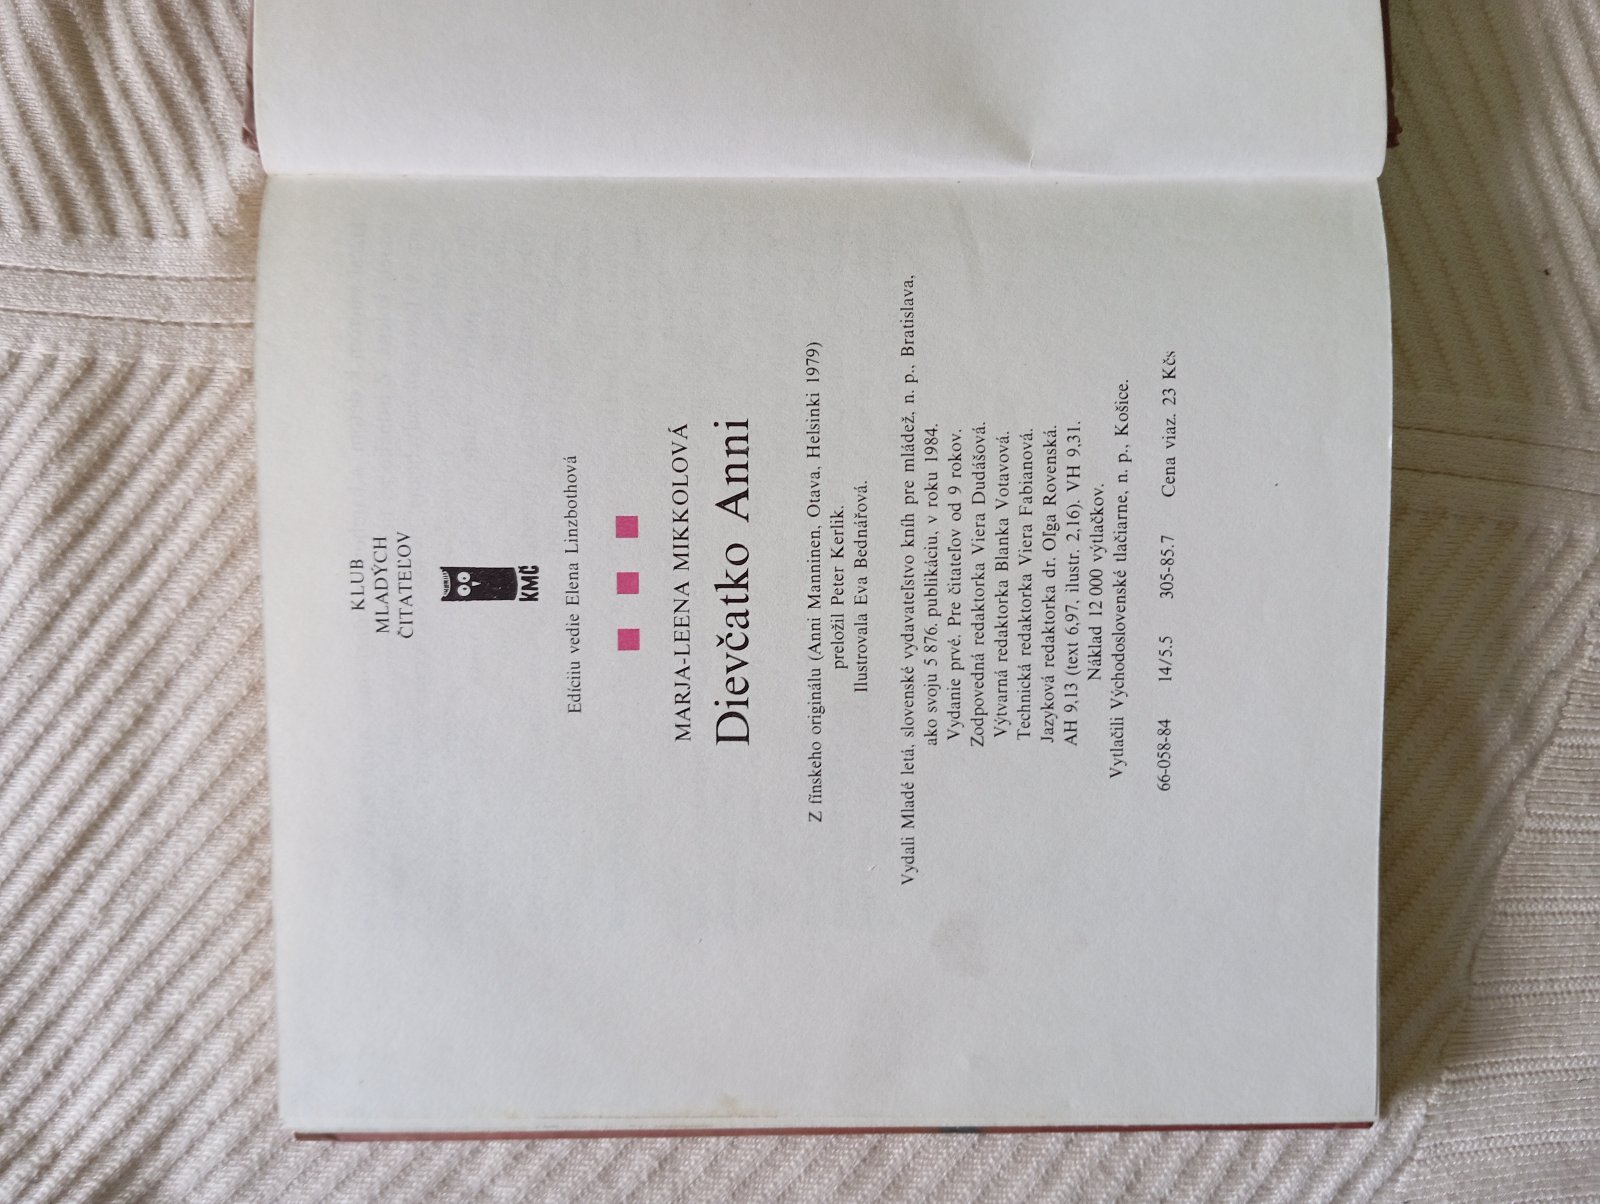 KLUB
MLADÝCH
ČITATEĽOV
KMČ
Edíciu vedie Elena Linzbothová
MARJA-LEENA MIKKOLOVÁ
Dievčatko Anni
Z fínskeho originálu (Anni Manninen, Otava, Helsinki 1979)
preložil Peter Kerlik.
Ilustrovala Eva Bednářová.
Vydali Mladé letá, slovenské vydavateľstvo kníh pre mládež, n. p., Bratislava,
ako svoju 5 876. publikáciu, v roku 1984.
Vydanie prvé. Pre čitateľov od 9 rokov.
Zodpovedná redaktorka Viera Dudášová.
Výtvarná redaktorka Blanka Votavová.
Technická redaktorka Viera Fabianová.
Jazyková redaktorka dr. Oľga Rovenská.
AH 9,13 (text 6,97, ilustr. 2,16). VH 9,31.
Náklad 12 000 výtlačkov.
Vytlačili Východoslovenské tlačiarne, n. p., Košice.
66-058-84 14/5.5 305-85.7 Cena viaz. 23 Kčs